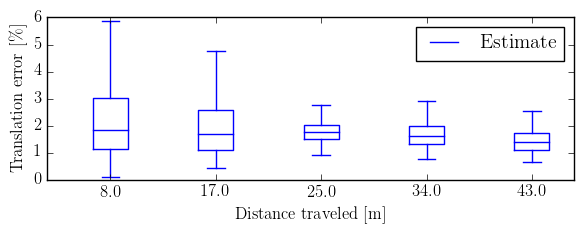 Translation error [%]
6
5
4
3
2
1
0
Estimate
8.0 17.0 25.0 34.0 43.0
Distance traveled [m]